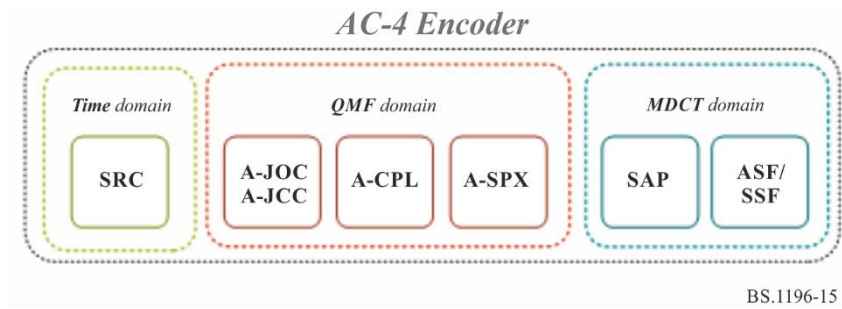 AC-4 Encoder
Time domain
QMF domain
MDCT domain
SRC
A-JOC
A-JCC
A-CPL
A-SPX
SAP
ASF/
SSF
BS.1196-15